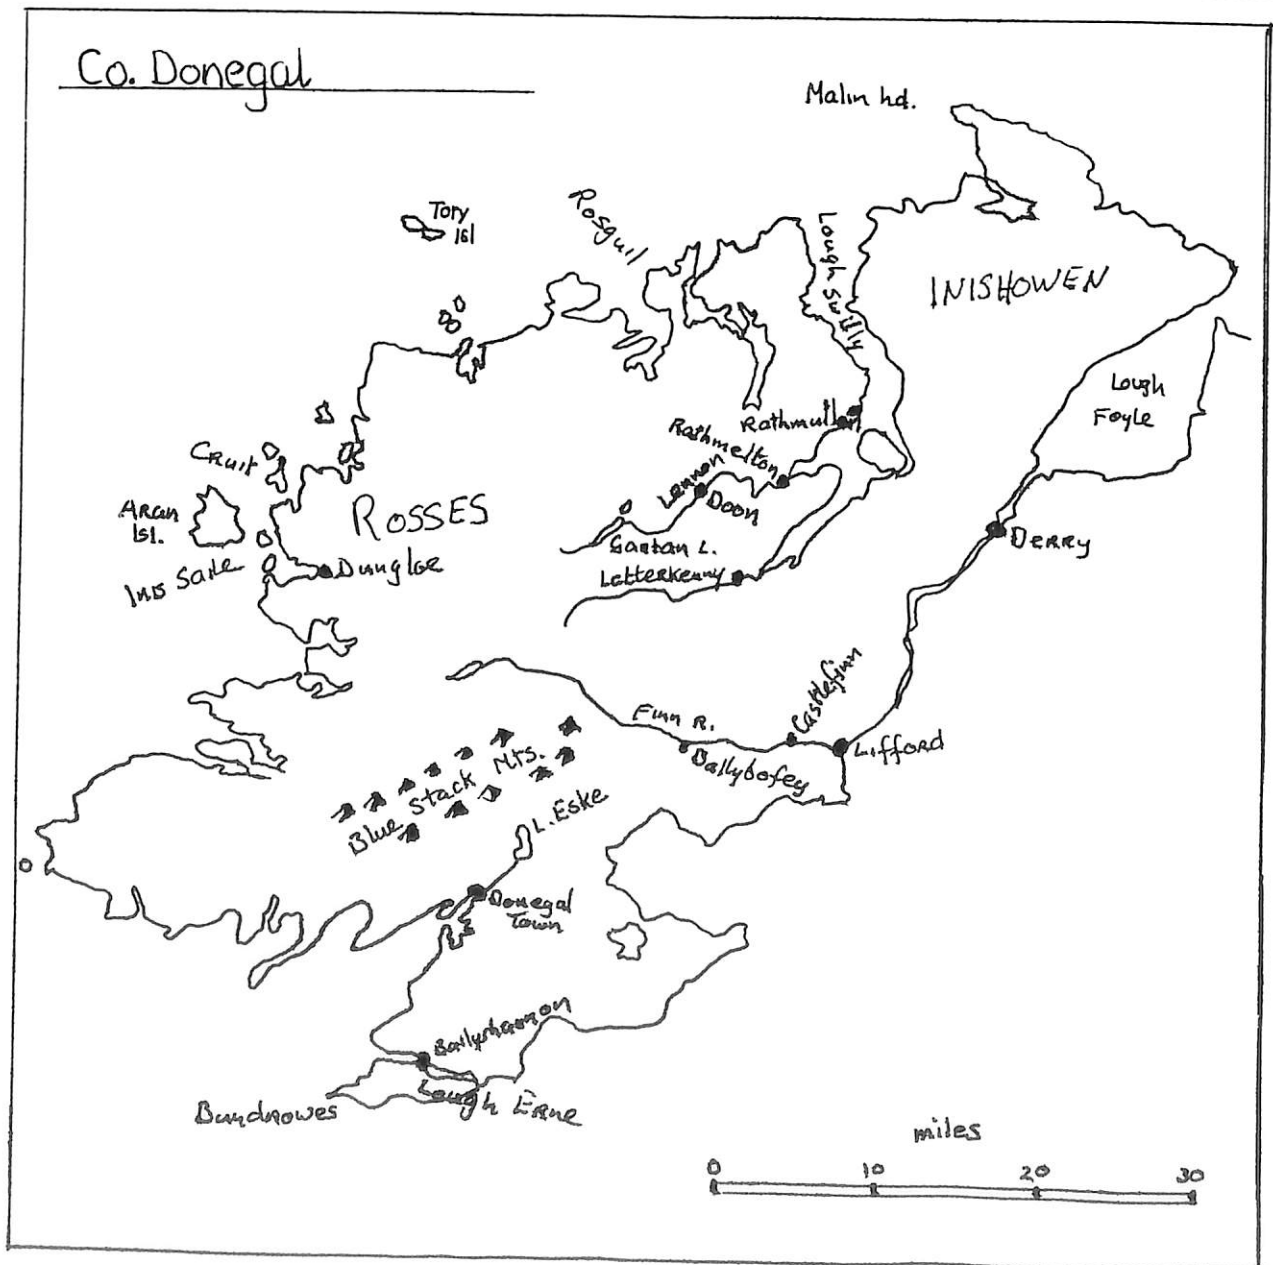 Co. Donegal
Malin hd.
Tory
Isl
Rosguil
Lough Swilly
INISHOWEN
Lough
Foyle
Rathmullan
Rathmelton
Lennon
Doon
Cruit
Aran
Isl.
ROSSES
Gartan L.
Derry
Inis Saile
Dungloe
Letterkenny
Castlefinn
Finn R.
Lifford
Ballybofey
Blue Stack Mts.
L. Eske
Donegal
Town
Ballyshannon
Lough Erne
Bundrowes
miles
0 10 20 30